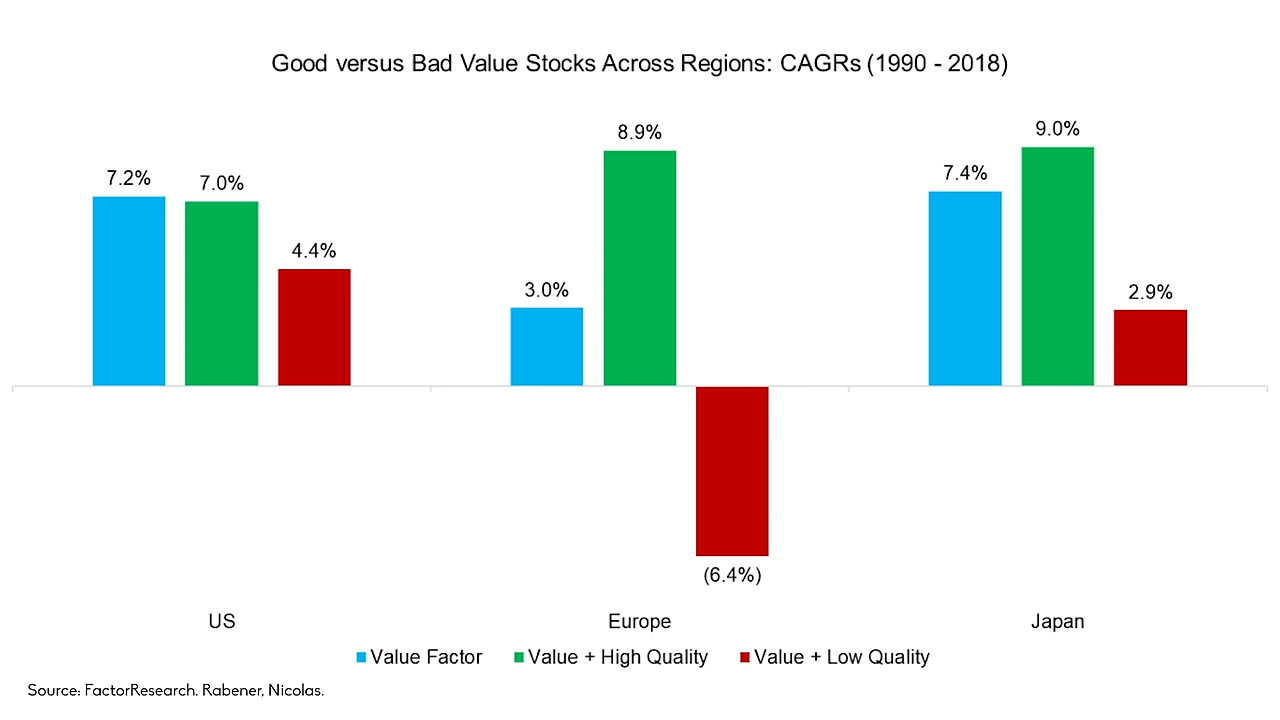 Good versus Bad Value Stocks Across Regions: CAGRs (1990 - 2018)
7.2%
7.0%
4.4%
3.0%
8.9%
(6.4%)
7.4%
9.0%
2.9%
US
Europe
Japan
Value Factor
Value + High Quality
Value + Low Quality
Source: FactorResearch. Rabener, Nicolas.